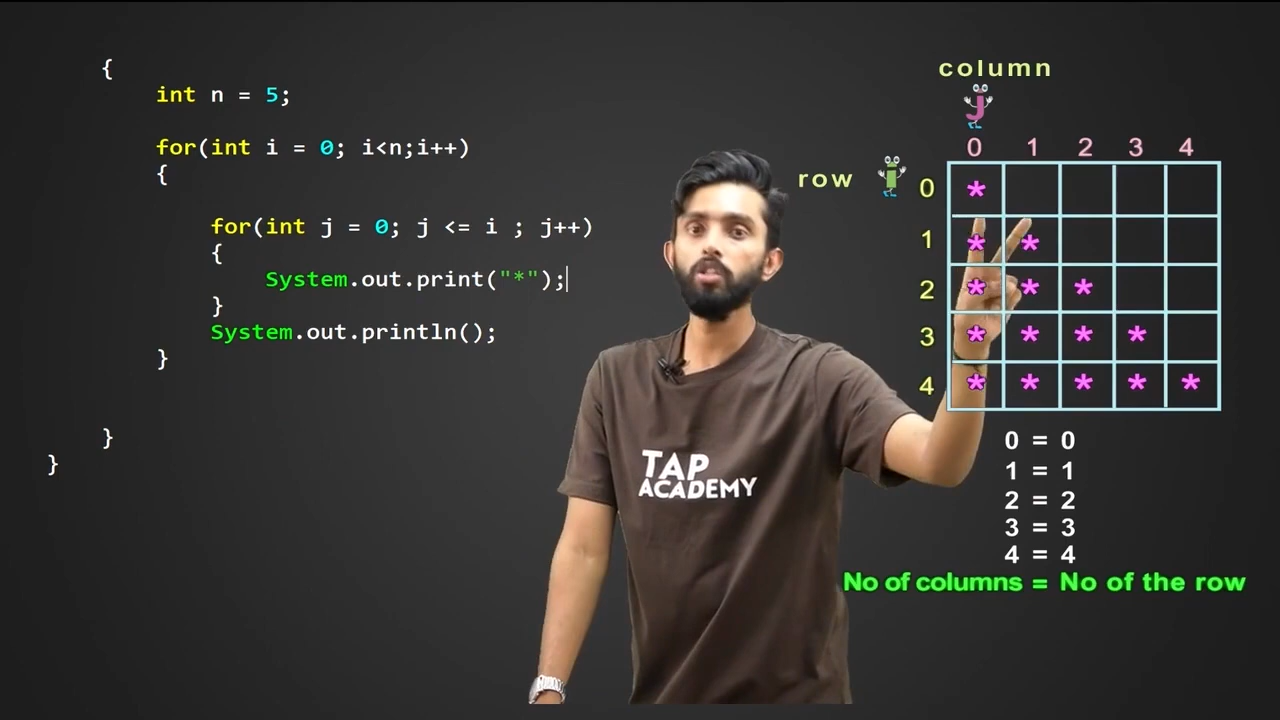 {
int n = 5;
for(int i = 0; i<n;i++)
{
for(int j = 0; j <= i ; j++)
{
System.out.print("*");
}
System.out.println();
}
}
}
TAP
ACADEMY
column
J
0 1 2 3 4
row i
0 *
1 * *
2 * * *
3 * * * *
4 * * * * *
0 = 0
1 = 1
2 = 2
3 = 3
4 = 4
No of columns = No of the row